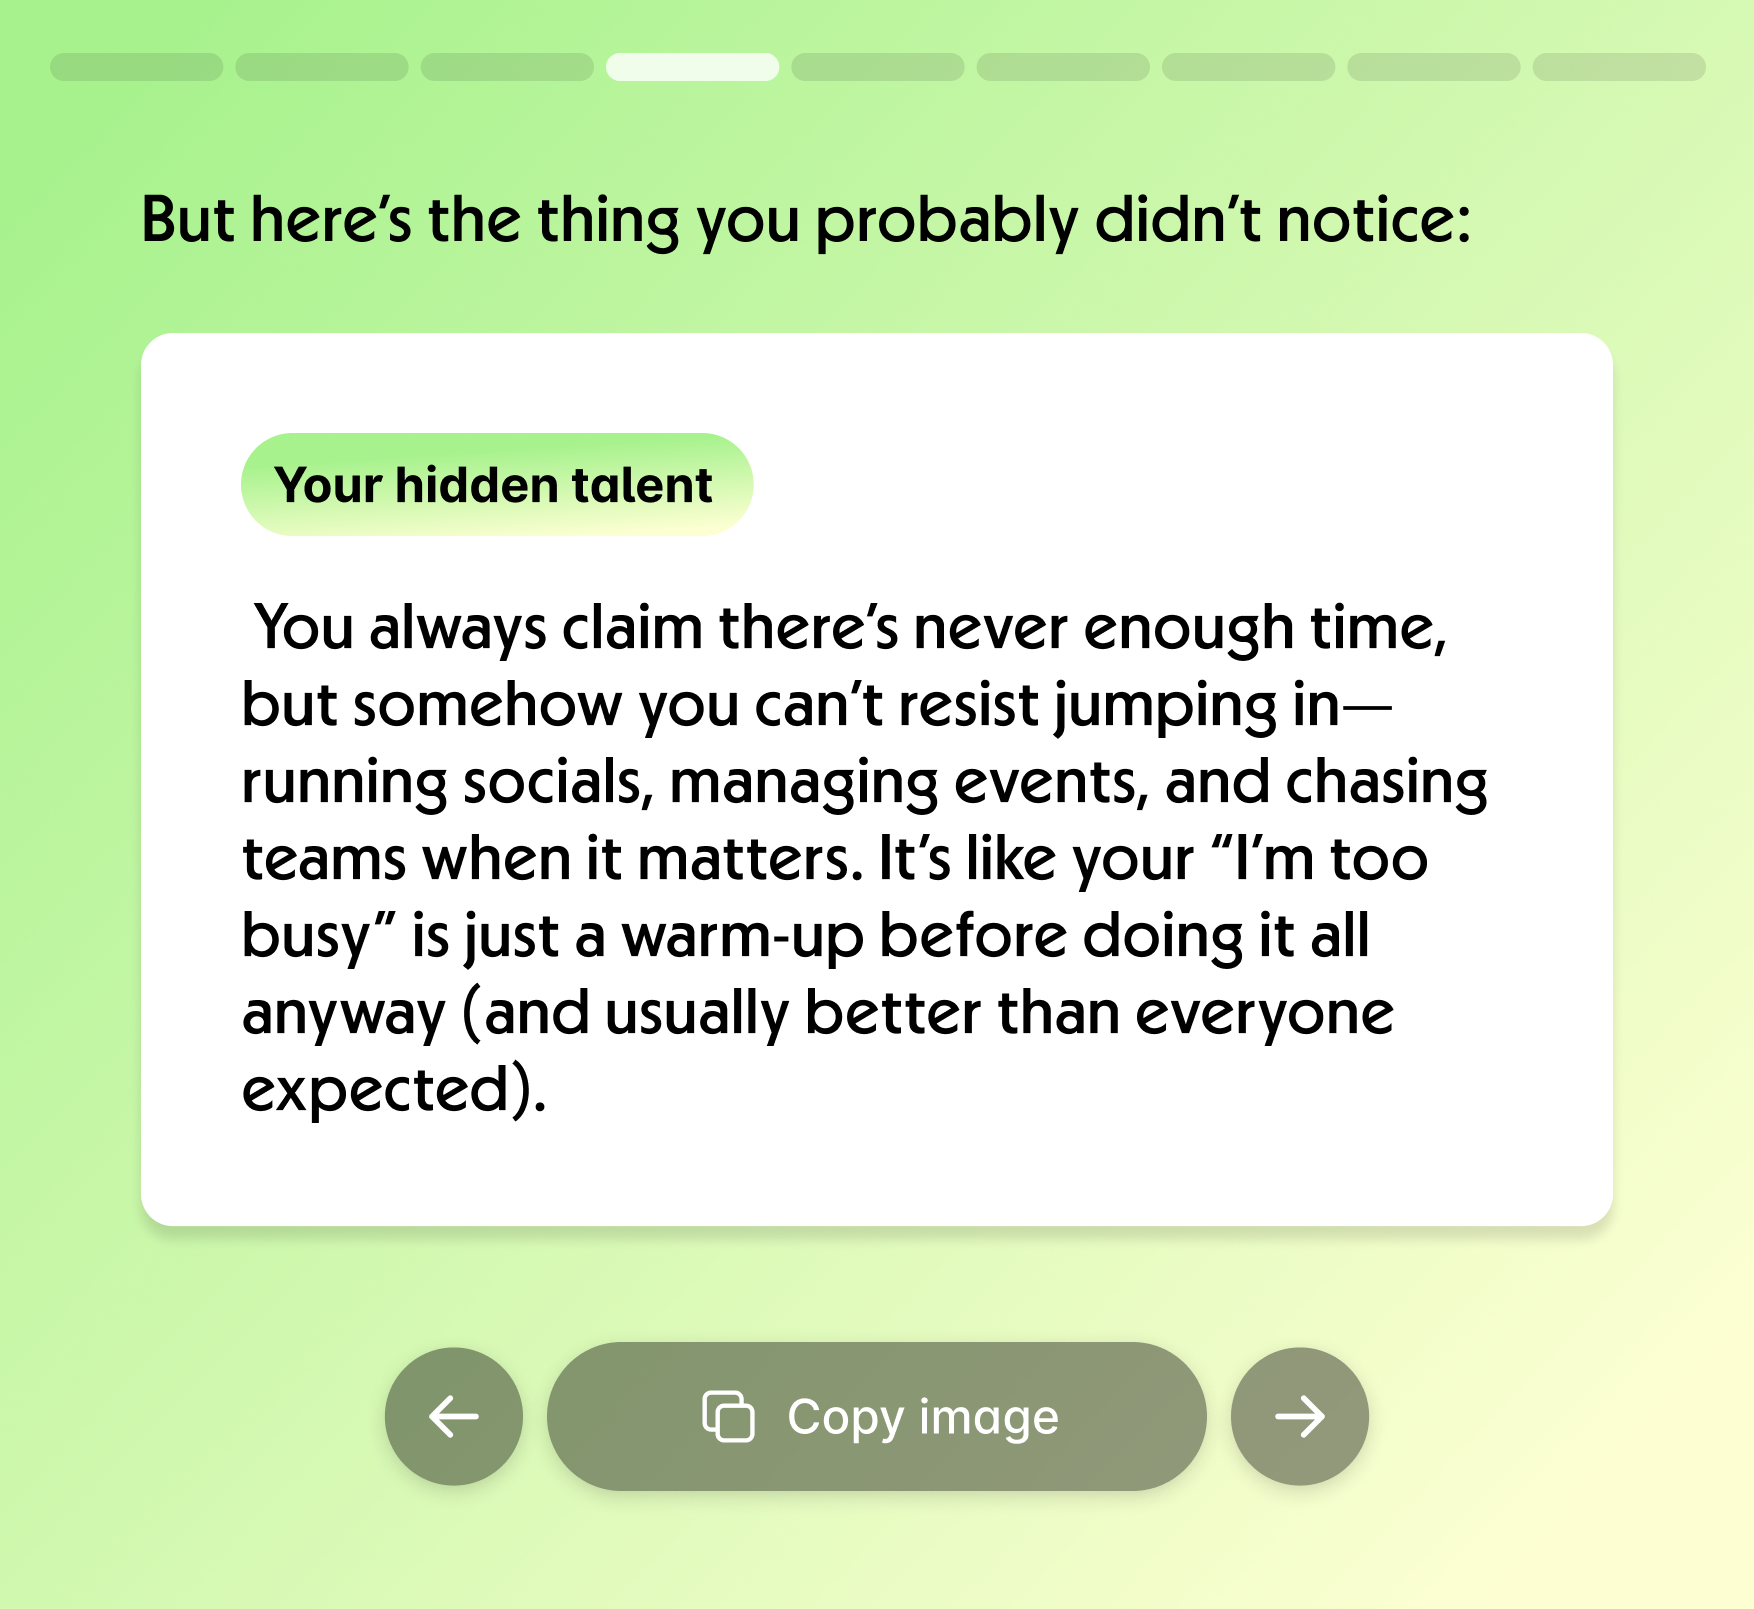 But here’s the thing you probably didn’t notice:
Your hidden talent
You always claim there’s never enough time,
but somehow you can’t resist jumping in—
running socials, managing events, and chasing
teams when it matters. It’s like your “I’m too
busy” is just a warm-up before doing it all
anyway (and usually better than everyone
expected).
Copy image